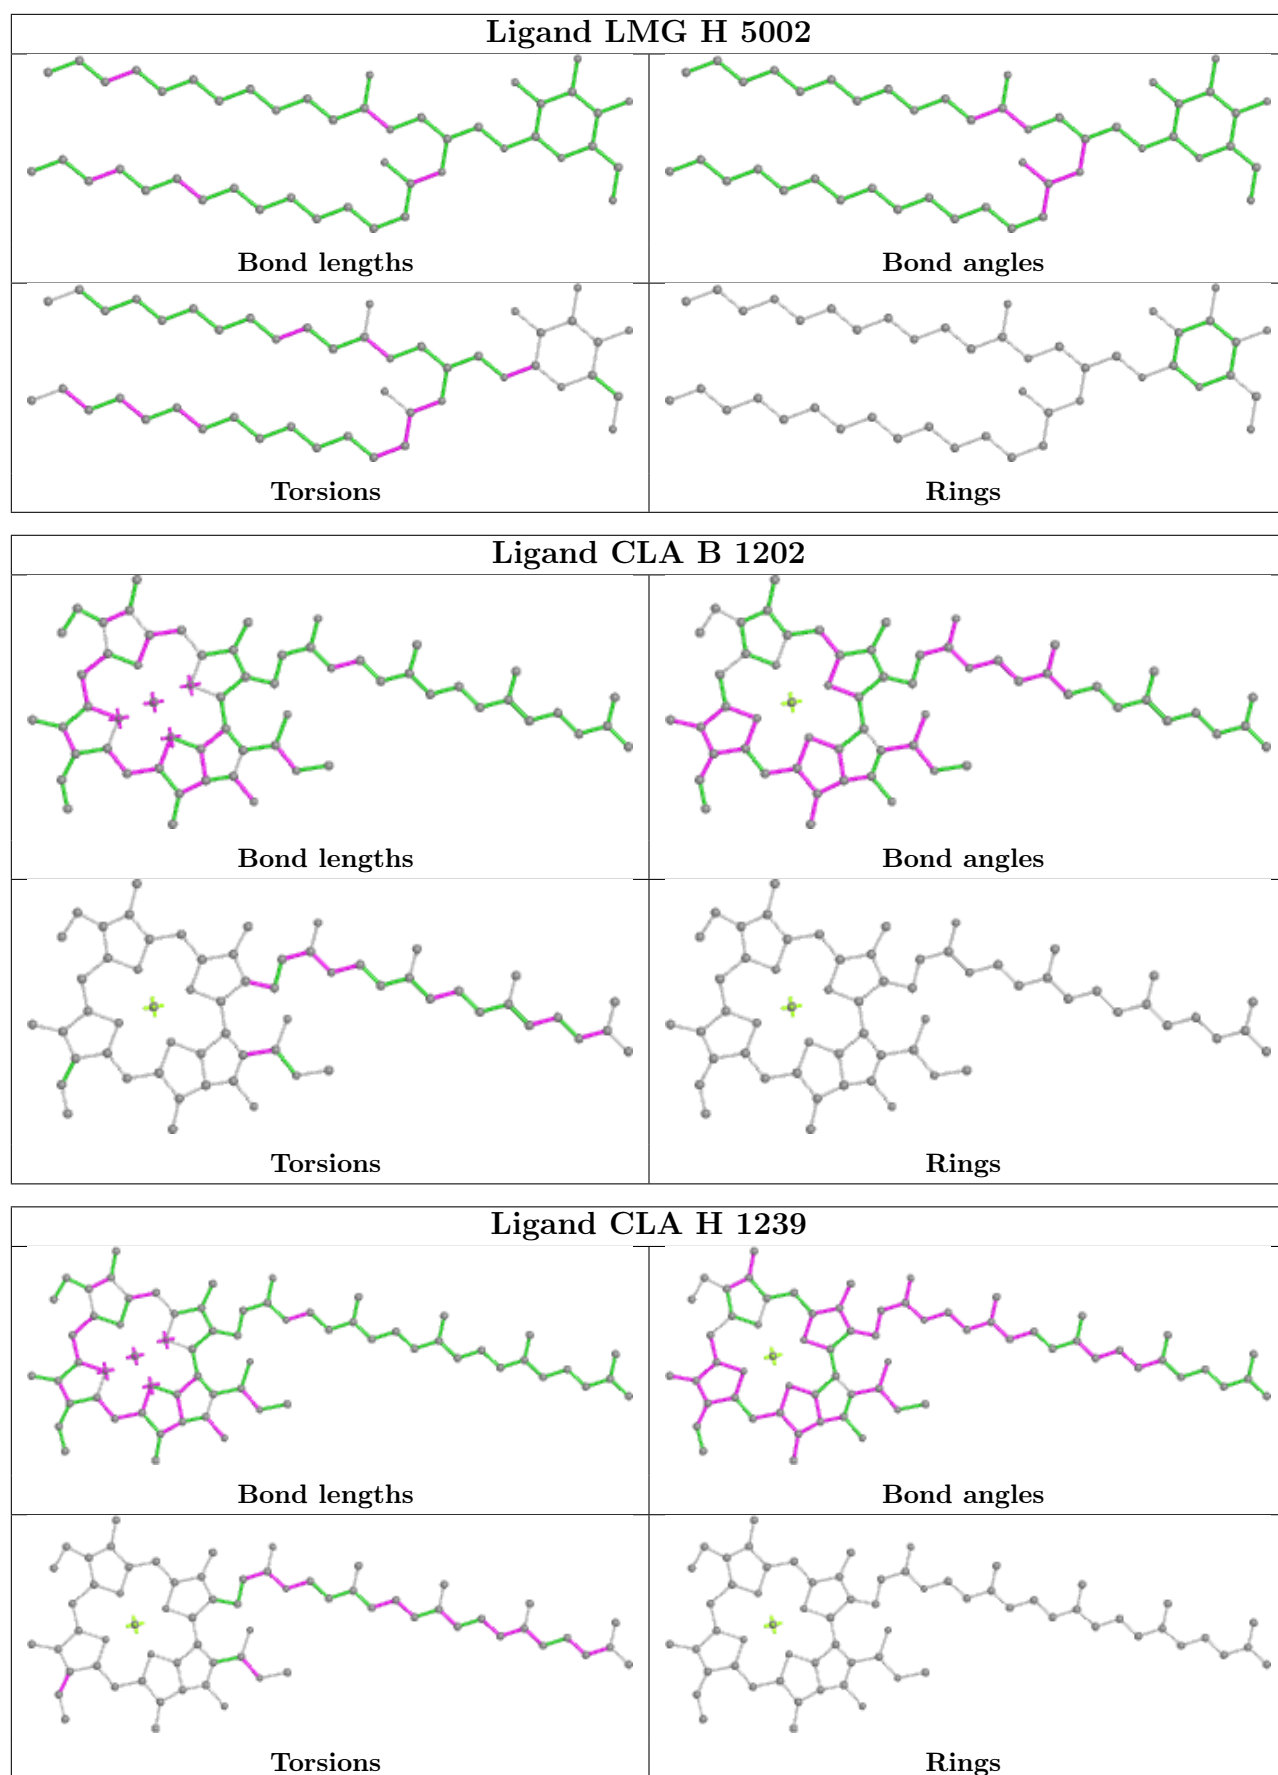 Ligand LMG H 5002
Bond lengths
Bond angles
Torsions
Rings
Ligand CLA B 1202
Bond lengths
Bond angles
Torsions
Rings
Ligand CLA H 1239
Bond lengths
Bond angles
Torsions
Rings